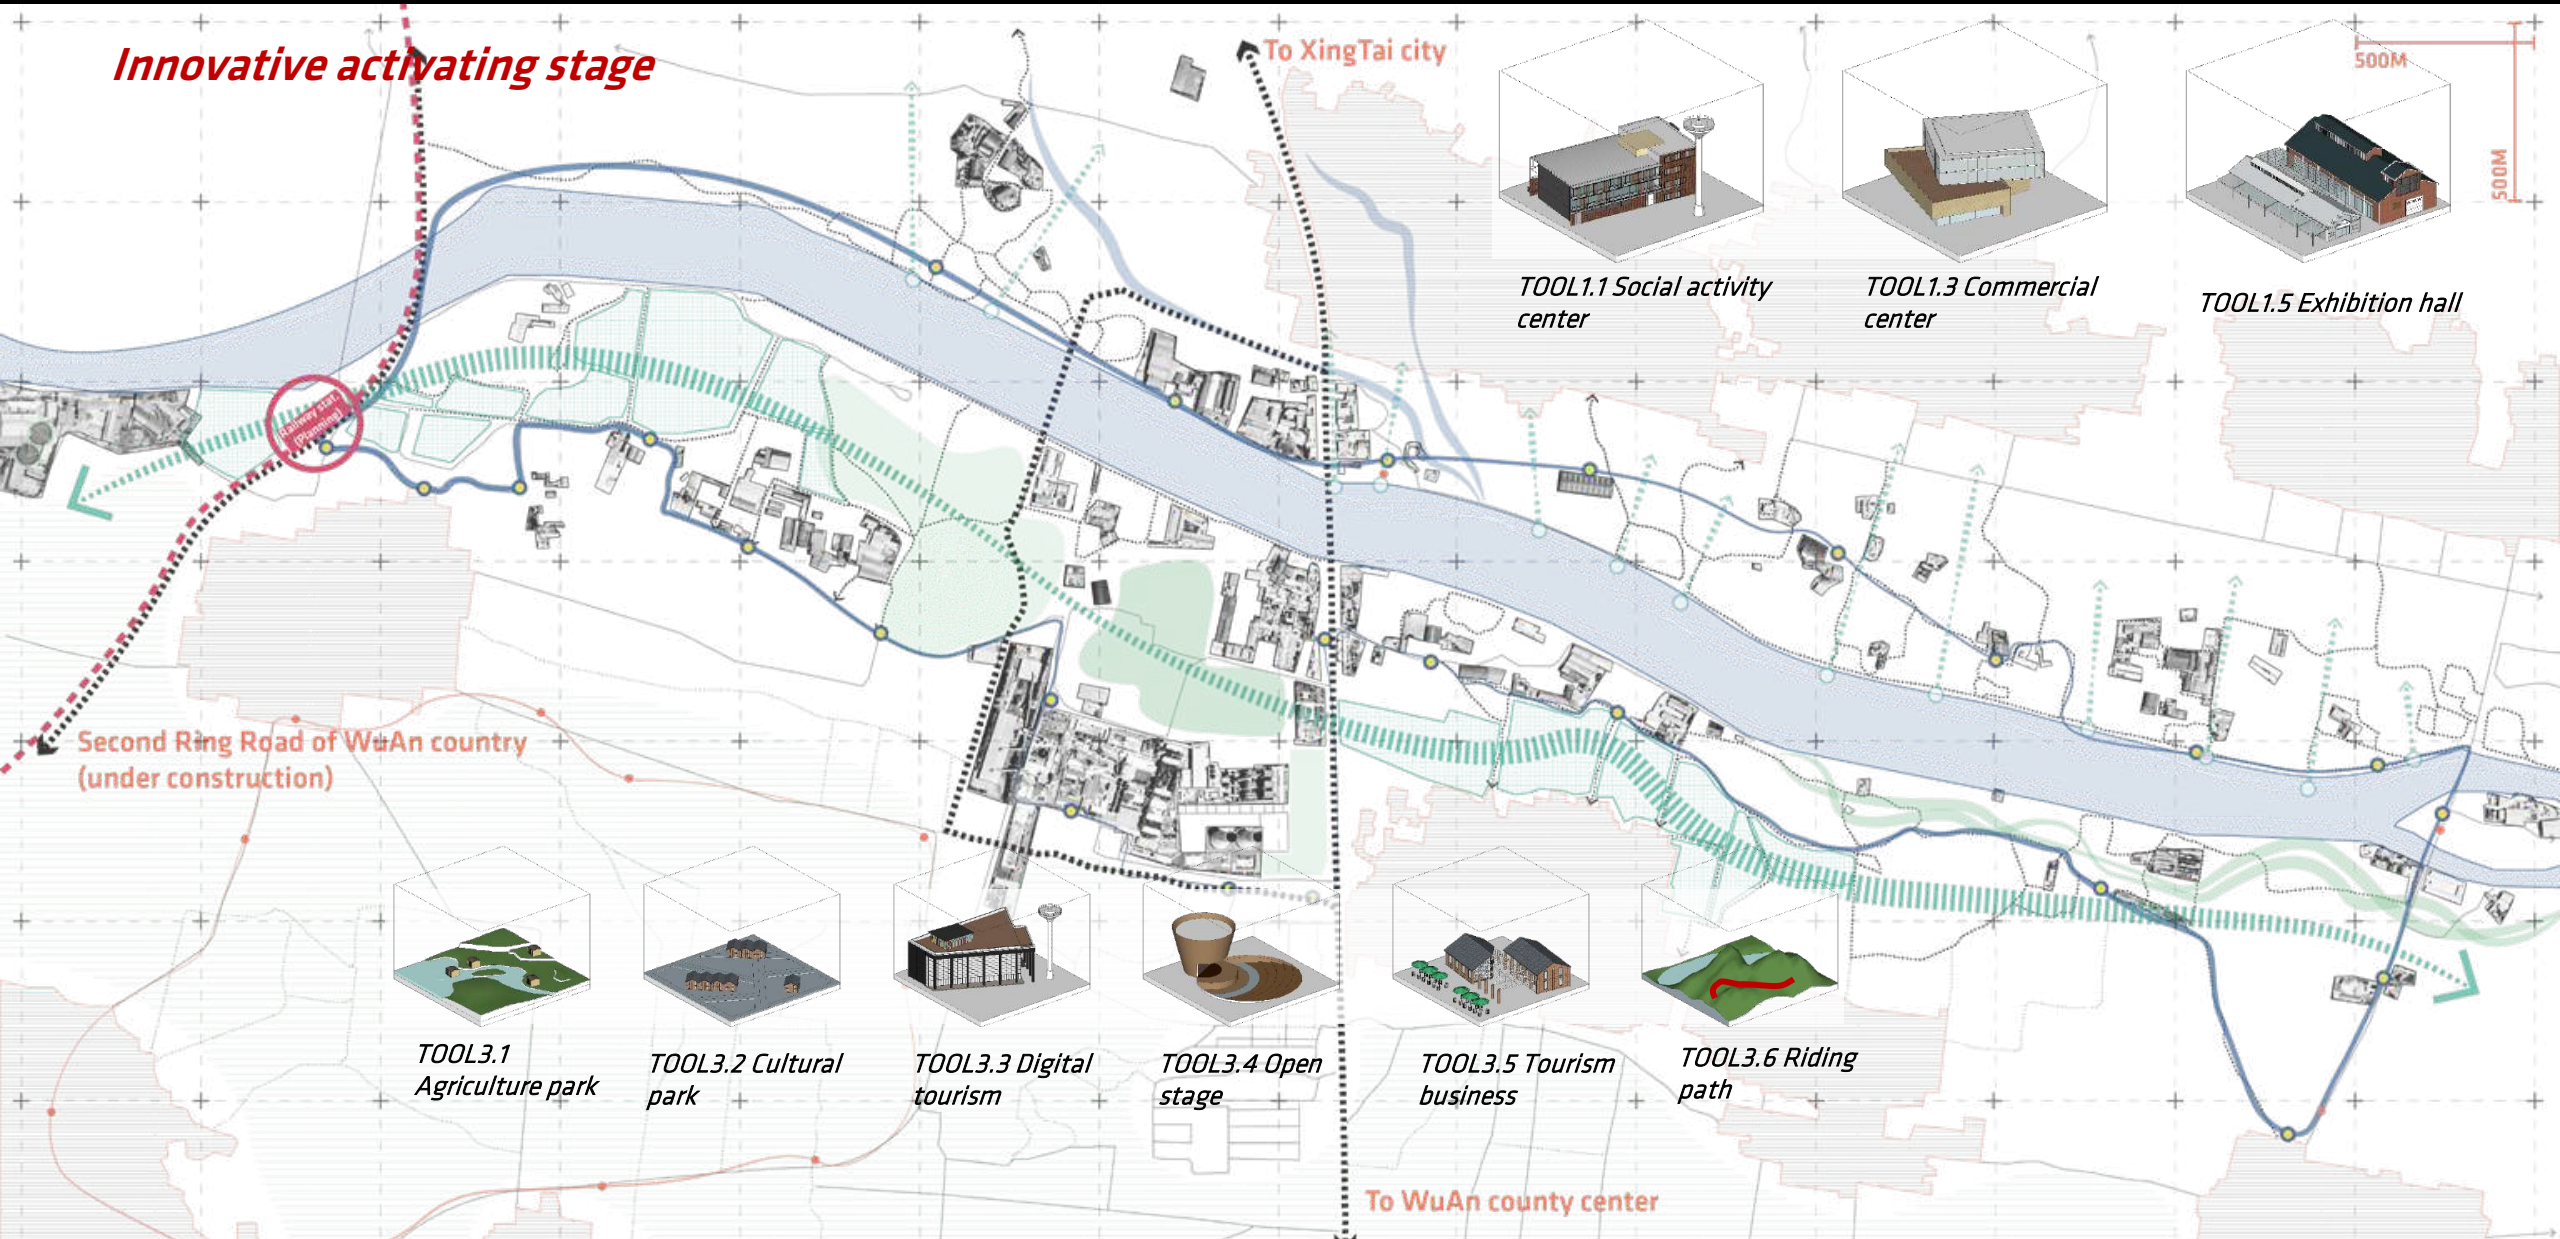 Innovative activating stage
To XingTai city
500M
500M
TOOL1.1 Social activity
center
TOOL1.3 Commercial
center
TOOL1.5 Exhibition hall
Railway stat.
(Planning)
Second Ring Road of WuAn country
(under construction)
TOOL3.1
Agriculture park
TOOL3.2 Cultural
park
TOOL3.3 Digital
tourism
TOOL3.4 Open
stage
TOOL3.5 Tourism
business
TOOL3.6 Riding
path
To WuAn county center